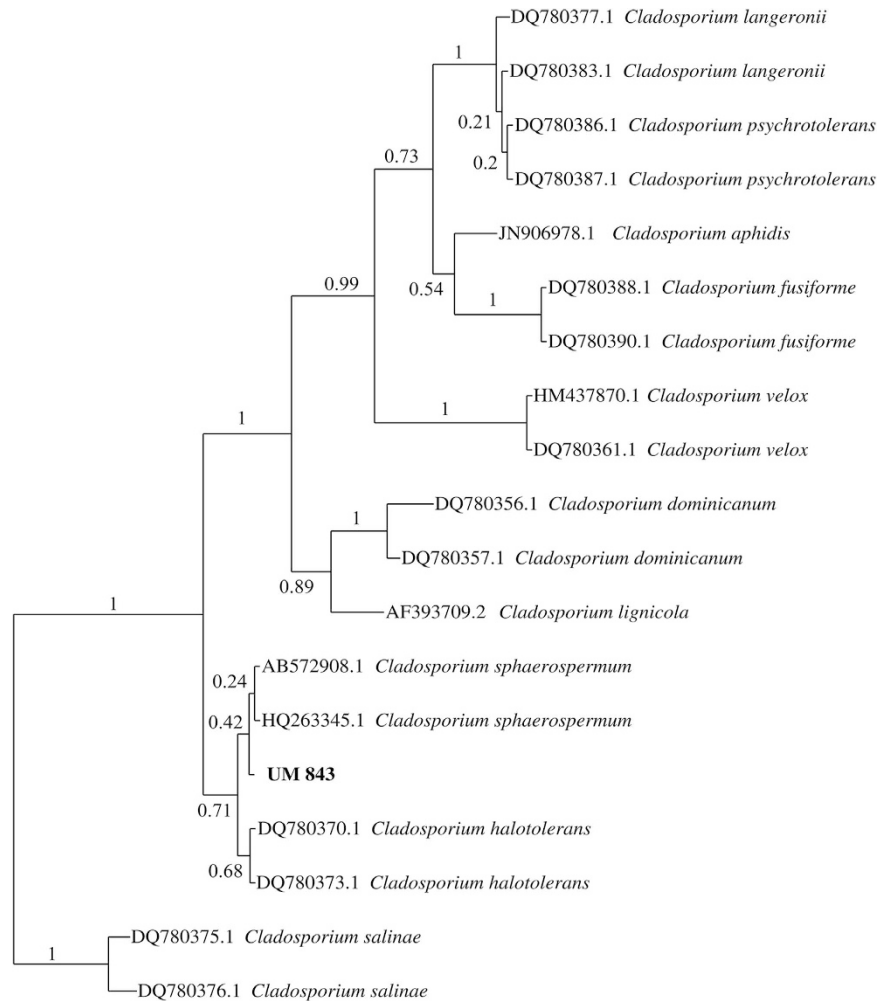 DQ780377.1 Cladosporium langeronii
1
DQ780383.1 Cladosporium langeronii
0.21
DQ780386.1 Cladosporium psychrotolerans
0.73
0.2
DQ780387.1 Cladosporium psychrotolerans
JN906978.1 Cladosporium aphidis
0.99
0.54
1
DQ780388.1 Cladosporium fusiforme
DQ780390.1 Cladosporium fusiforme
HM437870.1 Cladosporium velox
1
1
DQ780361.1 Cladosporium velox
DQ780356.1 Cladosporium dominicanum
1
DQ780357.1 Cladosporium dominicanum
0.89
1
AF393709.2 Cladosporium lignicola
AB572908.1 Cladosporium sphaerospermum
0.24
HQ263345.1 Cladosporium sphaerospermum
0.42
UM 843
0.71
DQ780370.1 Cladosporium halotolerans
0.68
DQ780373.1 Cladosporium halotolerans
DQ780375.1 Cladosporium salinae
1
DQ780376.1 Cladosporium salinae